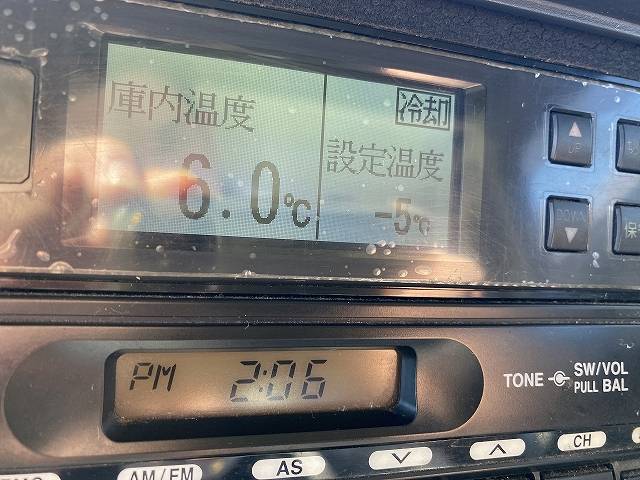 庫内温度
6.0℃
冷却
設定温度
-5℃
UP
DOWN
保
PM 2:06
TONE
SW/VOL
PULL BAL
AM/FM
AS
CH